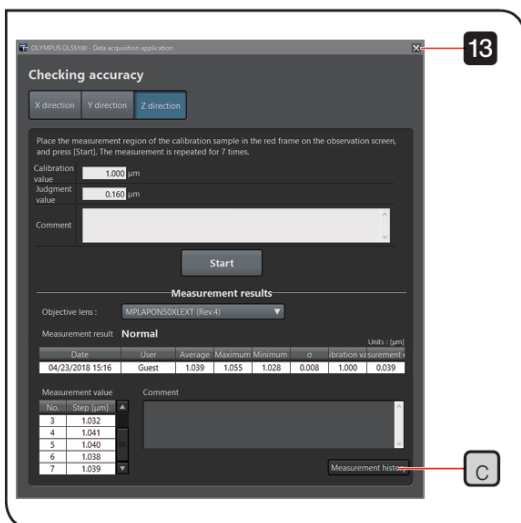 OLYMPUS OLS5100 - Data acquisition application
13
Checking accuracy
X direction Y direction Z direction
Place the measurement region of the calibration sample in the red frame on the observation screen,
and press [Start]. The measurement is repeated for 7 times.
Calibration
value
1.000 μm
Judgment
value
0.160 μm
Comment
Start
Measurement results
Objective lens : MPLAPON50XLEXT (Rev.4)
Measurement result Normal
Units : [μm]
Date User Average Maximum Minimum σ ibration va surement
04/23/2018 15:16 Guest 1.039 1.055 1.028 0.008 1.000 0.039
Measurement value Comment
No. Step [μm]
3 1.032
4 1.041
5 1.040
6 1.038
7 1.039
Measurement history
C